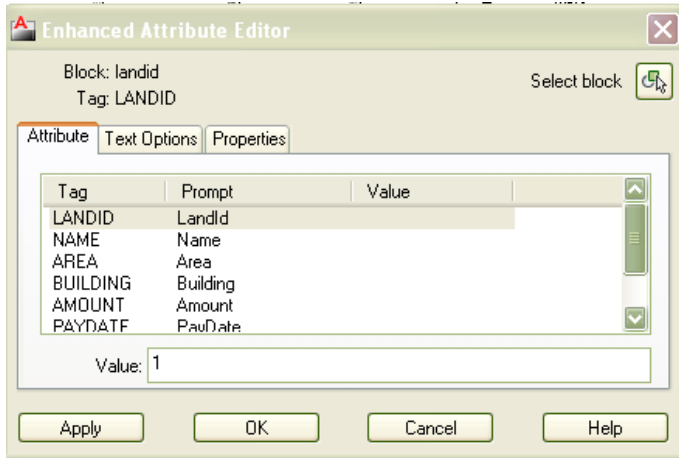 Enhanced Attribute Editor
Block: landid
Select block
Tag: LANDID
Attribute Text Options Properties
Tag Prompt Value
LANDID LandId
NAME Name
AREA Area
BUILDING Building
AMOUNT Amount
PAYDATE PayDate
Value: 1
Apply OK Cancel Help